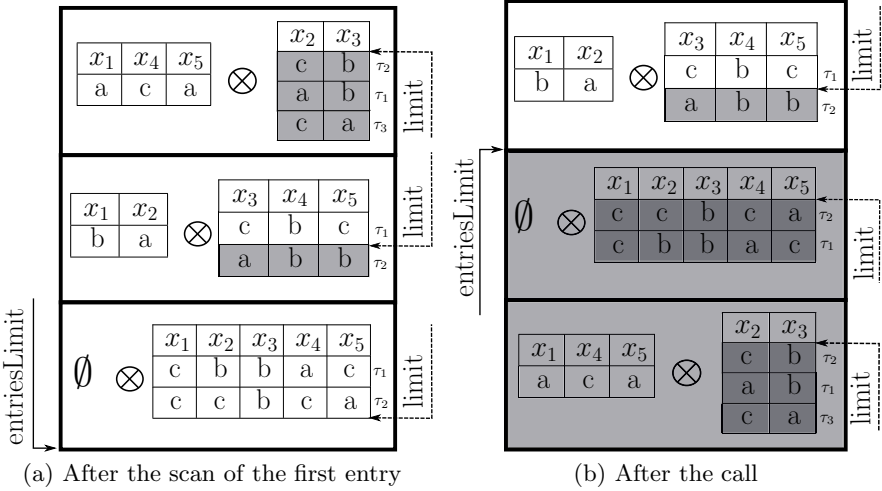 x₂ x₃
x₁ x₄ x₅
c b τ₂
a c a ⊗
a b τ₁
c a τ₃
limit
x₁ x₂
x₃ x₄ x₅
b a ⊗
c b c τ₁
a b b τ₂
limit
x₁ x₂ x₃ x₄ x₅
∅ ⊗
c b b a c τ₁
c c b c a τ₂
limit
entriesLimit
(a) After the scan of the first entry
x₁ x₂
x₃ x₄ x₅
b a ⊗
c b c τ₁
a b b τ₂
limit
x₁ x₂ x₃ x₄ x₅
∅ ⊗
c c b c a τ₂
c b b a c τ₁
limit
entriesLimit
x₂ x₃
x₁ x₄ x₅
c b τ₂
a c a ⊗
a b τ₁
c a τ₃
limit
(b) After the call